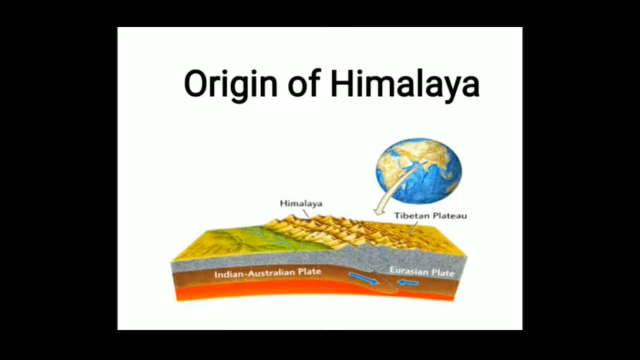 Origin of Himalaya
Himalaya
Tibetan Plateau
Indian-Australian Plate
Eurasian Plate